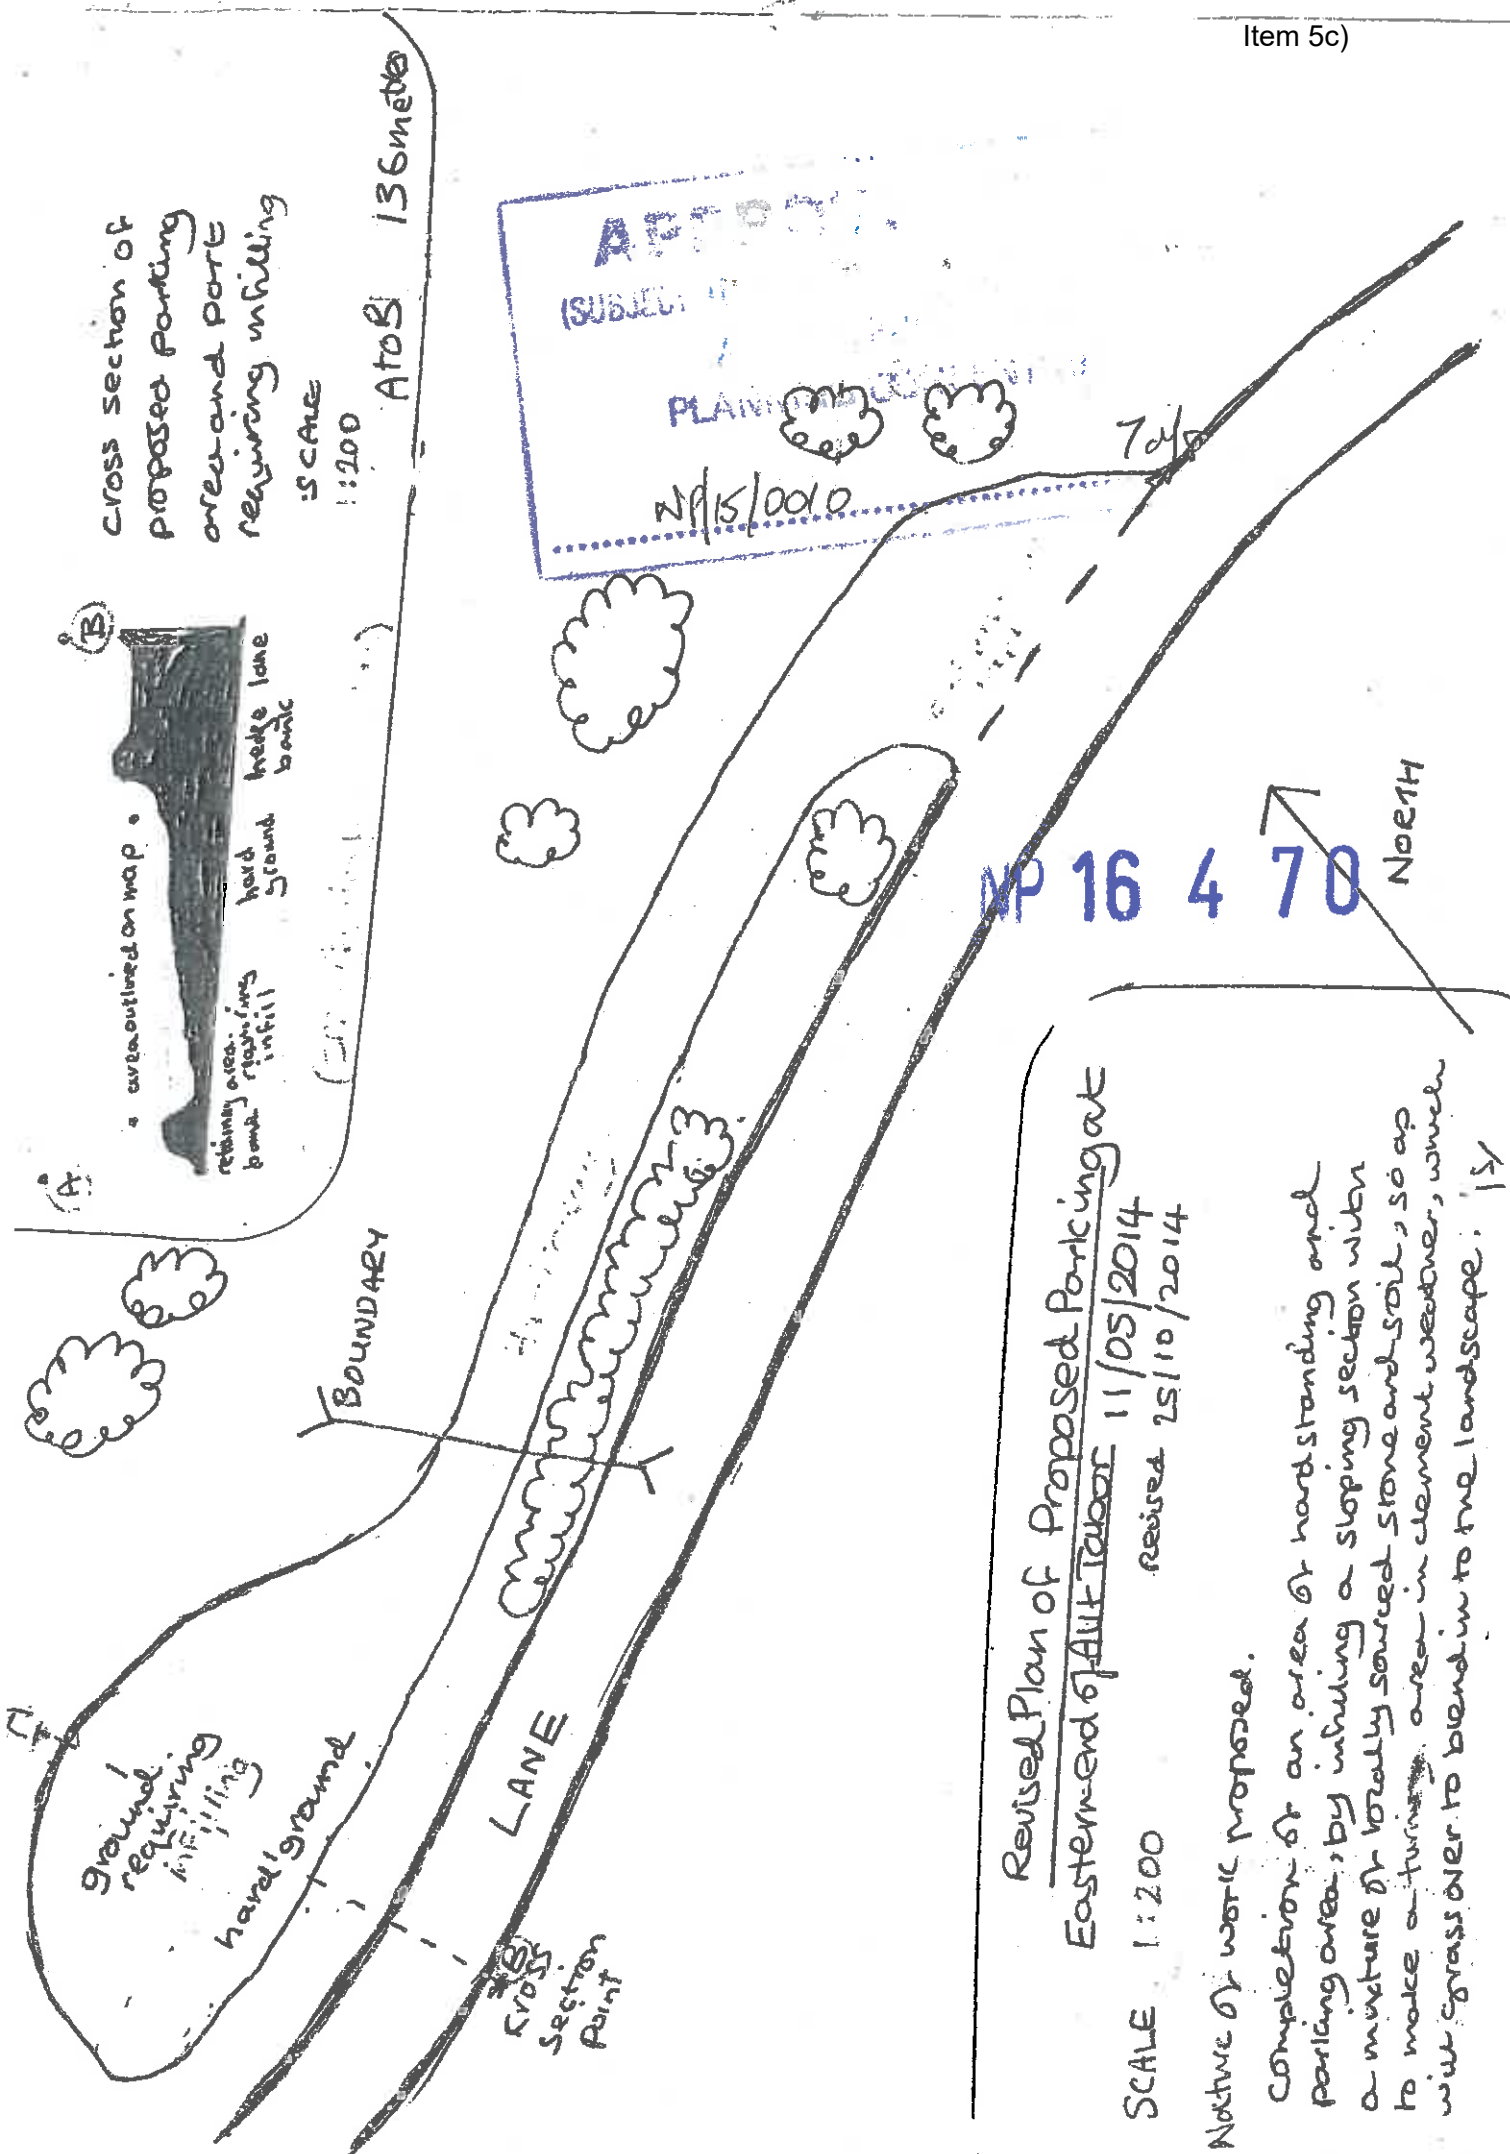 Item 5c)
cross section of
proposed parking
area and part
requiring infilling
SCALE
1:200
A to B 136 metres
A
B
• area outlined on map •
retaining
bank
area
requiring
infill
hard
ground
hedge
bank
lane
(SUBJECT
NP/15/0010
NP 16 4 70
NORTH
BOUNDARY
ground
requiring
infilling
hard ground
LANE
B
Cross
Section
Point
Revised Plan of Proposed Parking at
Eastern end of Allt Tabor 11/05/2014
Revised 25/10/2014
SCALE 1:200
Nature of work proposed.
Completion of an area of hardstanding and
parking area, by infilling a sloping section with
a mixture of locally sourced stone and soil, so as
to make a turning area in clement weather, which
will grass over to blend in to the landscape.